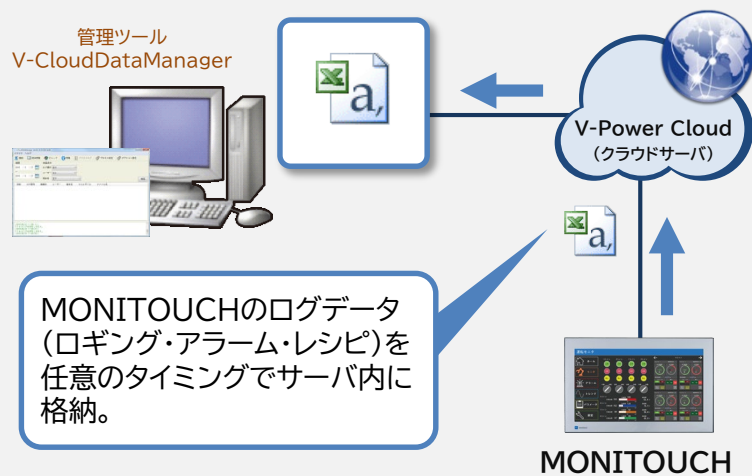 管理ツール
V-CloudDataManager
a,
V-Power Cloud
(クラウドサーバ)
a,
MONITOUCHのログデータ
(ロギング・アラーム・レシピ)を
任意のタイミングでサーバ内に
格納。
MONITOUCH